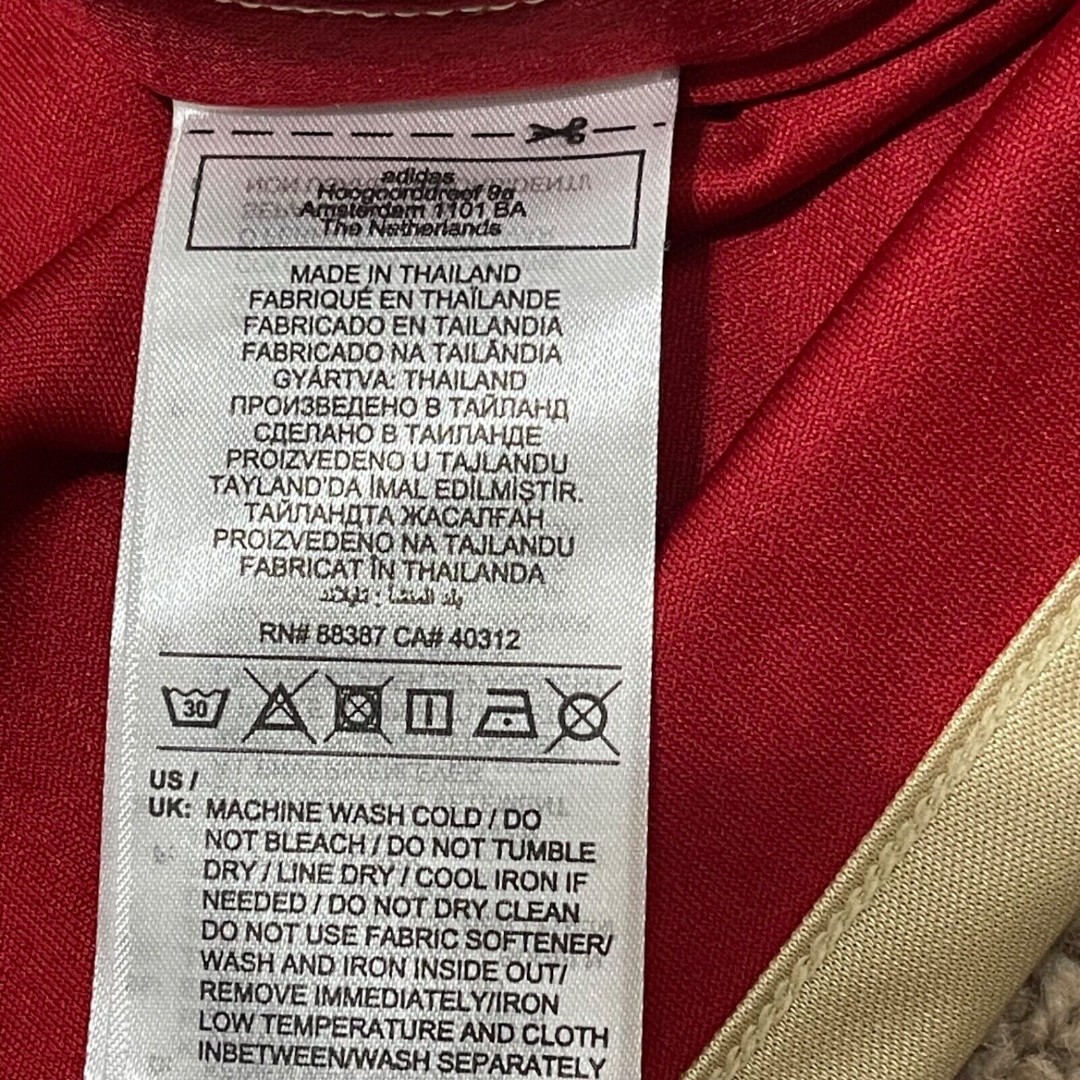 adidas
Hoogoorddreef 9a
Amsterdam 1101 BA
The Netherlands
MADE IN THAILAND
FABRIQUÉ EN THAÏLANDE
FABRICADO EN TAILANDIA
FABRICADO NA TAILÂNDIA
GYÁRTVA: THAILAND
ПРОИЗВЕДЕНО В ТАЙЛАНД
СДЕЛАНО В ТАИЛАНДЕ
PROIZVEDENO U TAJLANDU
TAYLAND'DA İMAL EDİLMİŞTİR.
ТАЙЛАНДТА ЖАСАЛҒАН
PROIZVEDENO NA TAJLANDU
FABRICAT ÎN THAILANDA
بلد المنشأ : تايلاند
RN# 88387 CA# 40312
30
US /
UK: MACHINE WASH COLD / DO
NOT BLEACH / DO NOT TUMBLE
DRY / LINE DRY / COOL IRON IF
NEEDED / DO NOT DRY CLEAN
DO NOT USE FABRIC SOFTENER/
WASH AND IRON INSIDE OUT/
REMOVE IMMEDIATELY/IRON
LOW TEMPERATURE AND CLOTH
INBETWEEN/WASH SEPARATELY